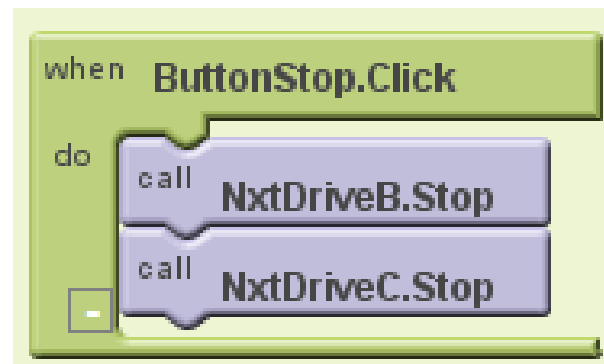 when ButtonStop.Click
do
call NxtDriveB.Stop
call NxtDriveC.Stop
-